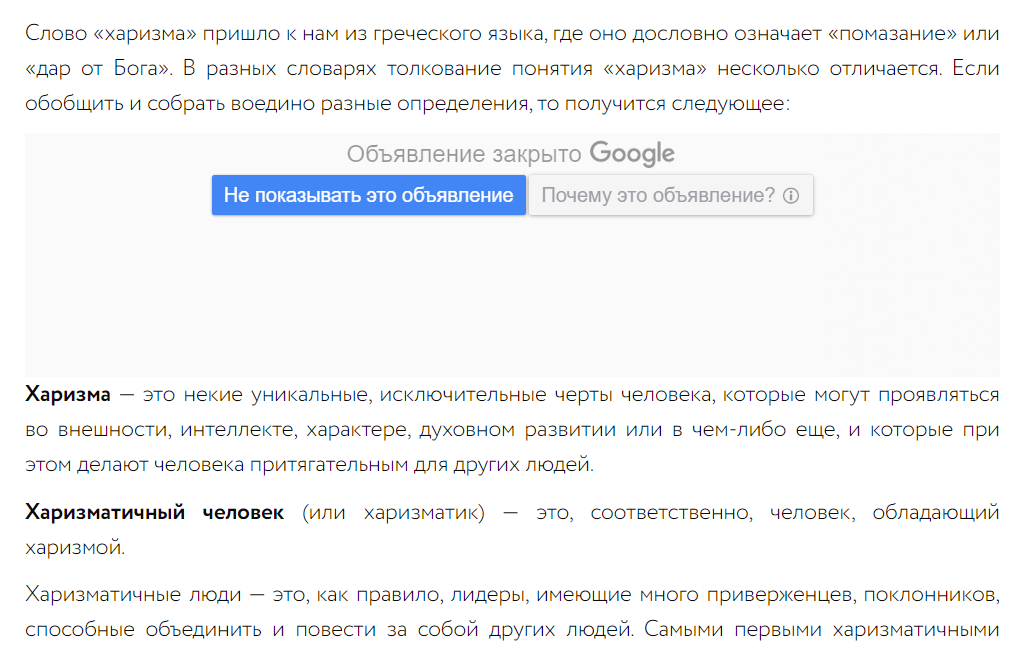 Слово «харизма» пришло к нам из греческого языка, где оно дословно означает «помазание» или
«дар от Бога». В разных словарях толкование понятия «харизма» несколько отличается. Если
обобщить и собрать воедино разные определения, то получится следующее:
Объявление закрыто Google
Не показывать это объявление Почему это объявление?
Харизма — это некие уникальные, исключительные черты человека, которые могут проявляться
во внешности, интеллекте, характере, духовном развитии или в чем-либо еще, и которые при
этом делают человека притягательным для других людей.
Харизматичный человек (или харизматик) — это, соответственно, человек, обладающий
харизмой.
Харизматичные люди — это, как правило, лидеры, имеющие много приверженцев, поклонников,
способные объединить и повести за собой других людей. Самыми первыми харизматичными